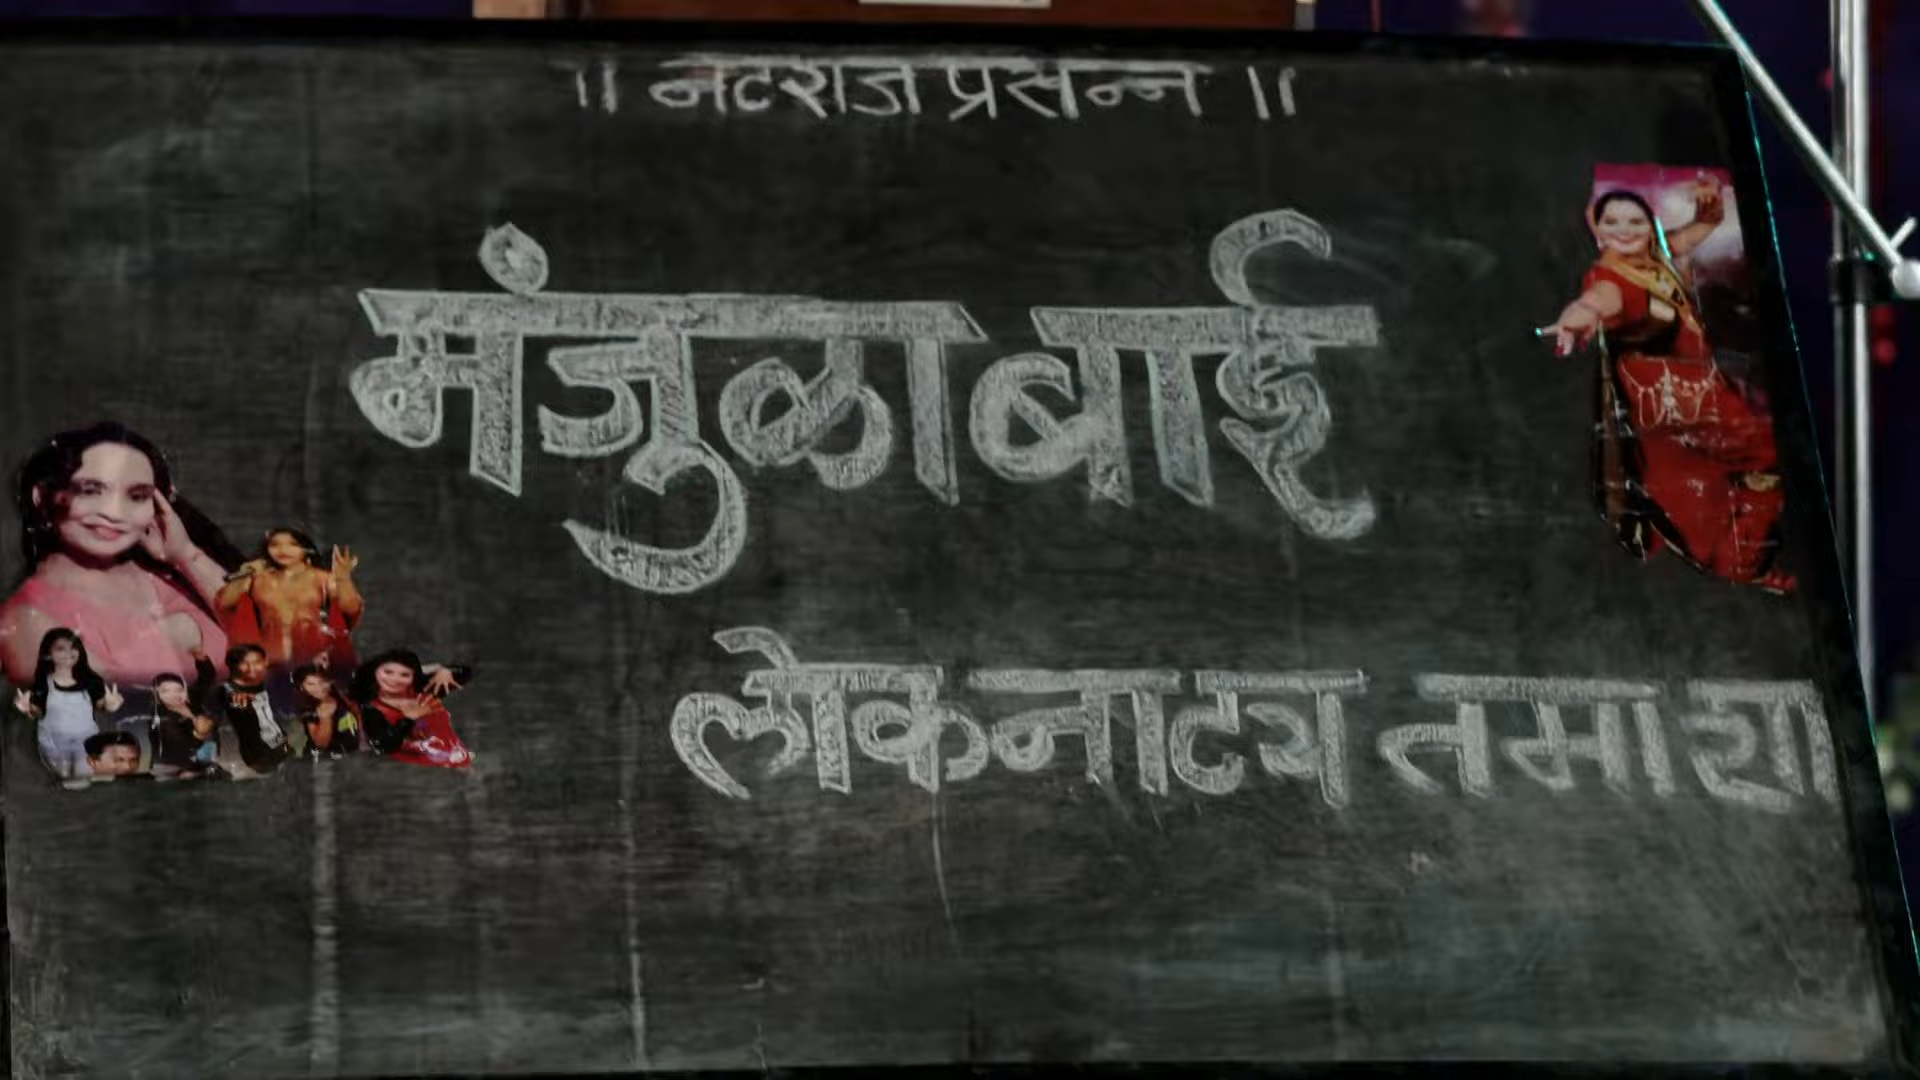 ।। नटराज प्रसन्न ।।
मंजुळाबाई
लोकनाट्य तमाशा